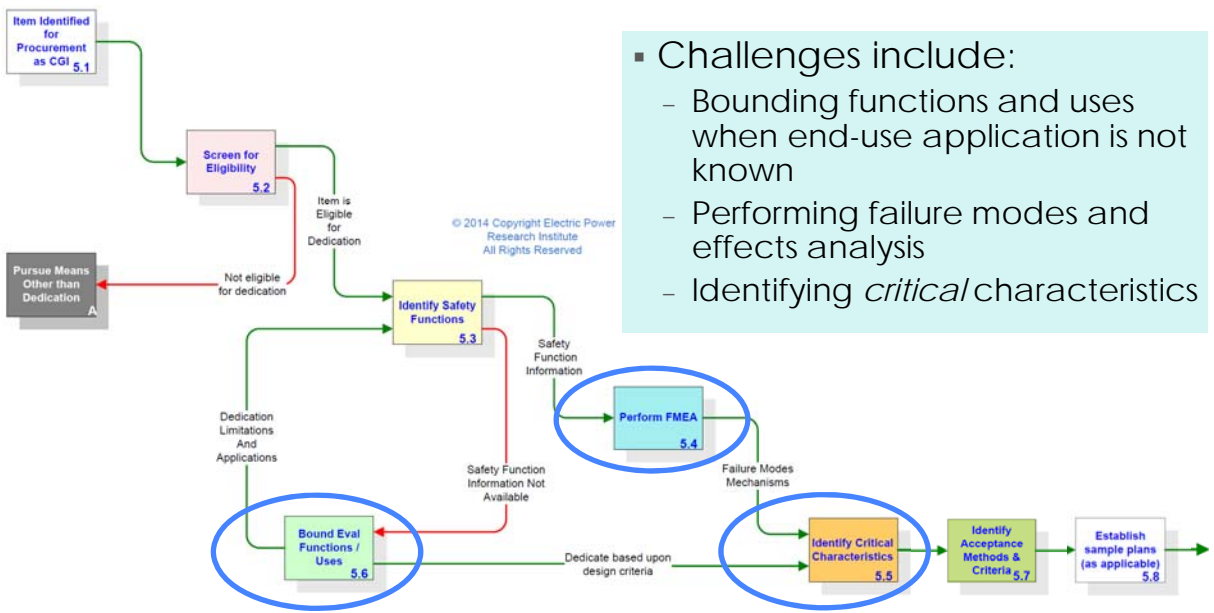 Item Identified
for
Procurement
as CGI
5.1
▪ Challenges include:
– Bounding functions and uses
when end-use application is not
known
– Performing failure modes and
effects analysis
– Identifying critical characteristics
Screen for
Eligibility
5.2
Item is
Eligible
for
Dedication
© 2014 Copyright Electric Power
Research Institute
All Rights Reserved
Pursue Means
Other than
Dedication
A
Not eligible
for dedication
Identify Safety
Functions
5.3
Safety
Function
Information
Perform FMEA
5.4
Dedication
Limitations
And
Applications
Safety Function
Information Not
Available
Failure Modes
Mechanisms
Bound Eval
Functions /
Uses
5.6
Dedicate based upon
design criteria
Identify Critical
Characteristics
5.5
Identify
Acceptance
Methods &
Criteria
5.7
Establish
sample plans
(as applicable)
5.8